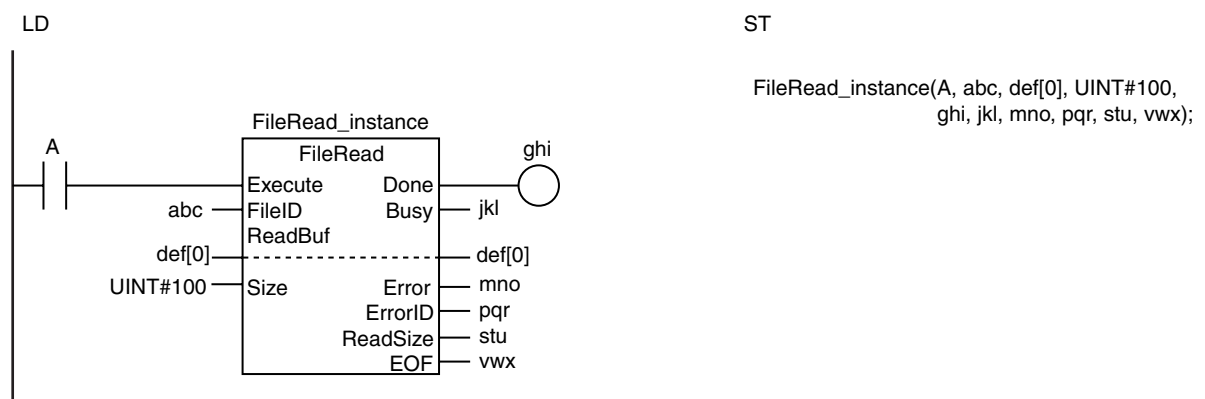 LD
ST
FileRead_instance(A, abc, def[0], UINT#100,
ghi, jkl, mno, pqr, stu, vwx);
FileRead_instance
A
FileRead
ghi
Execute Done
abc FileID Busy jkl
ReadBuf
def[0] def[0]
UINT#100 Size Error mno
ErrorID pqr
ReadSize stu
EOF vwx